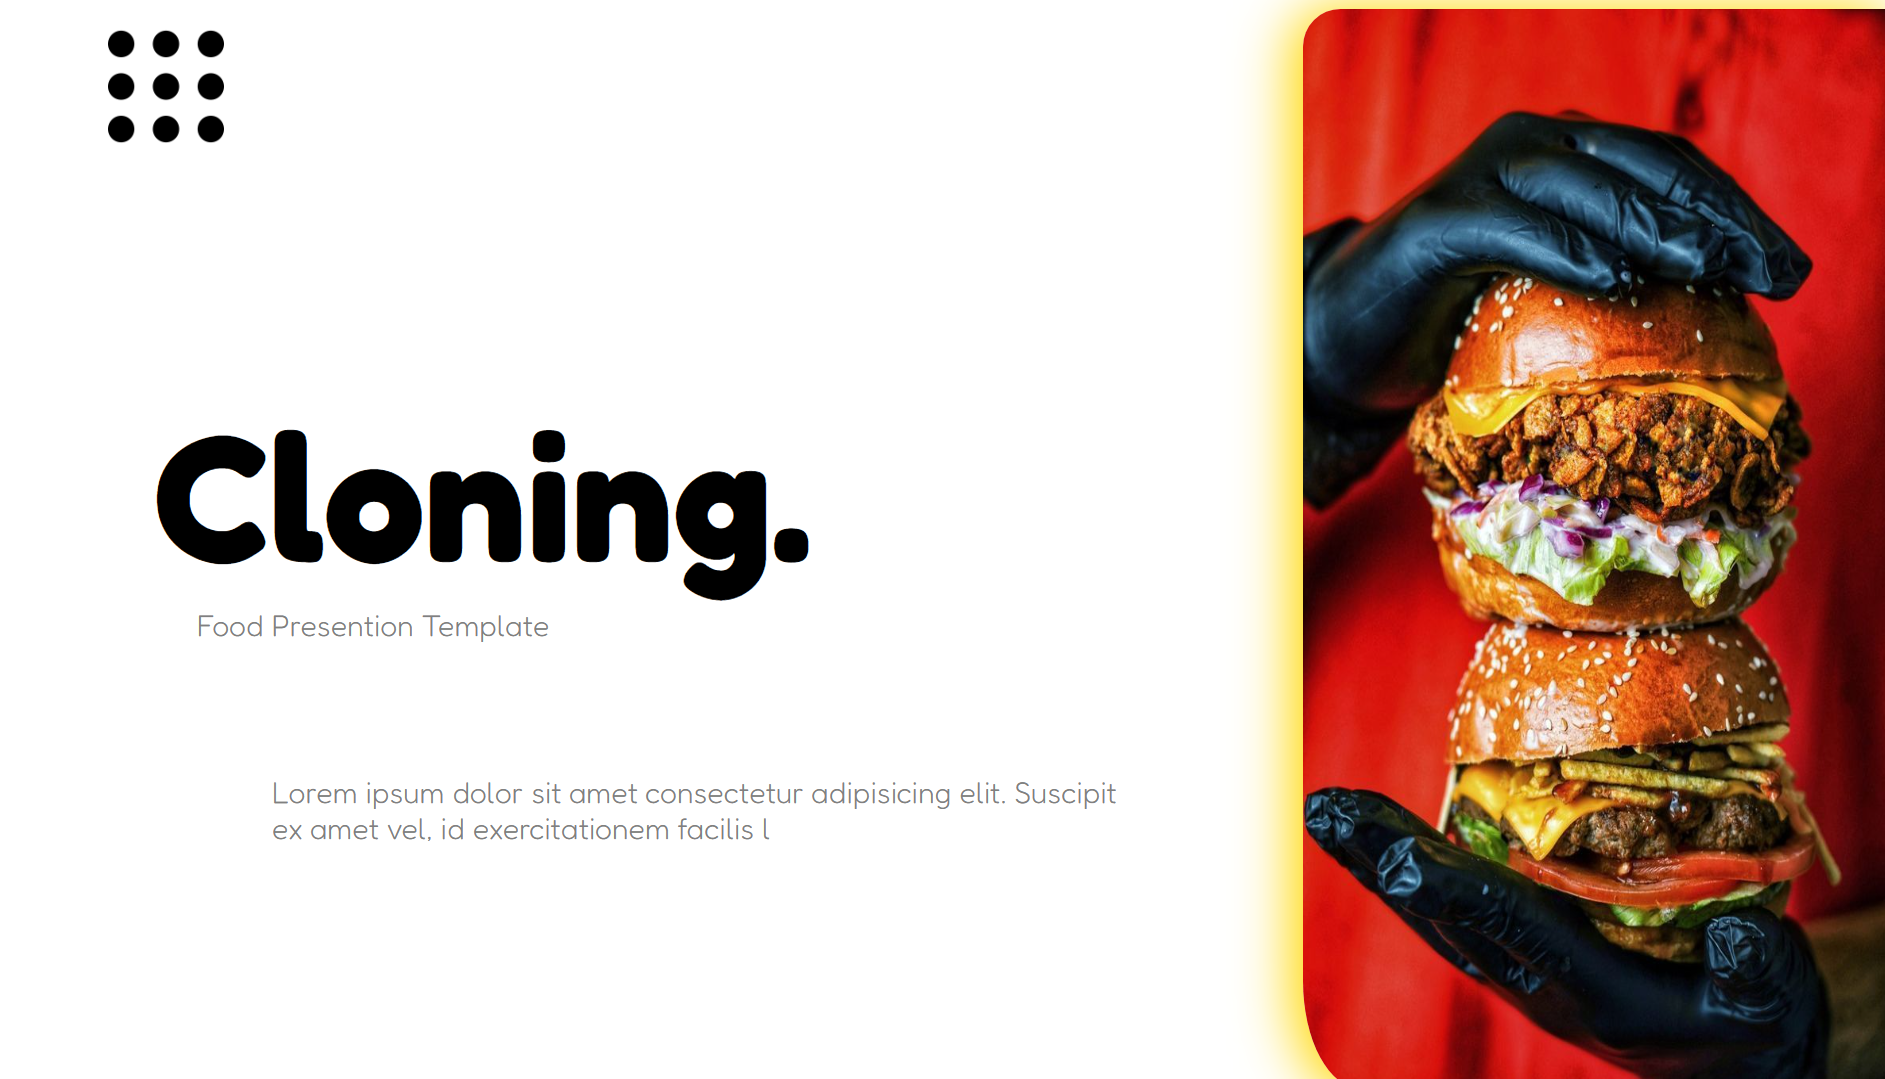 Cloning.
Food Presention Template
Lorem ipsum dolor sit amet consectetur adipisicing elit. Suscipit
ex amet vel, id exercitationem facilis l